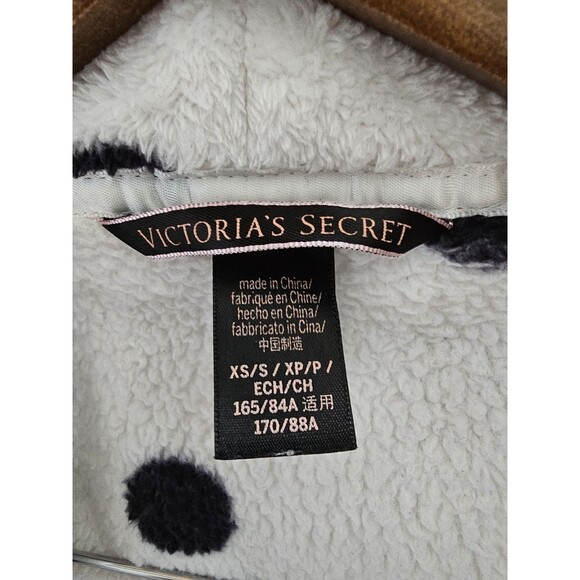 VICTORIA'S SECRET
made in China/
fabriqué en Chine/
hecho en China/
fabbricato in Cina/
中国制造
XS/S / XP/P /
ECH/CH
165/84A 适用
170/88A